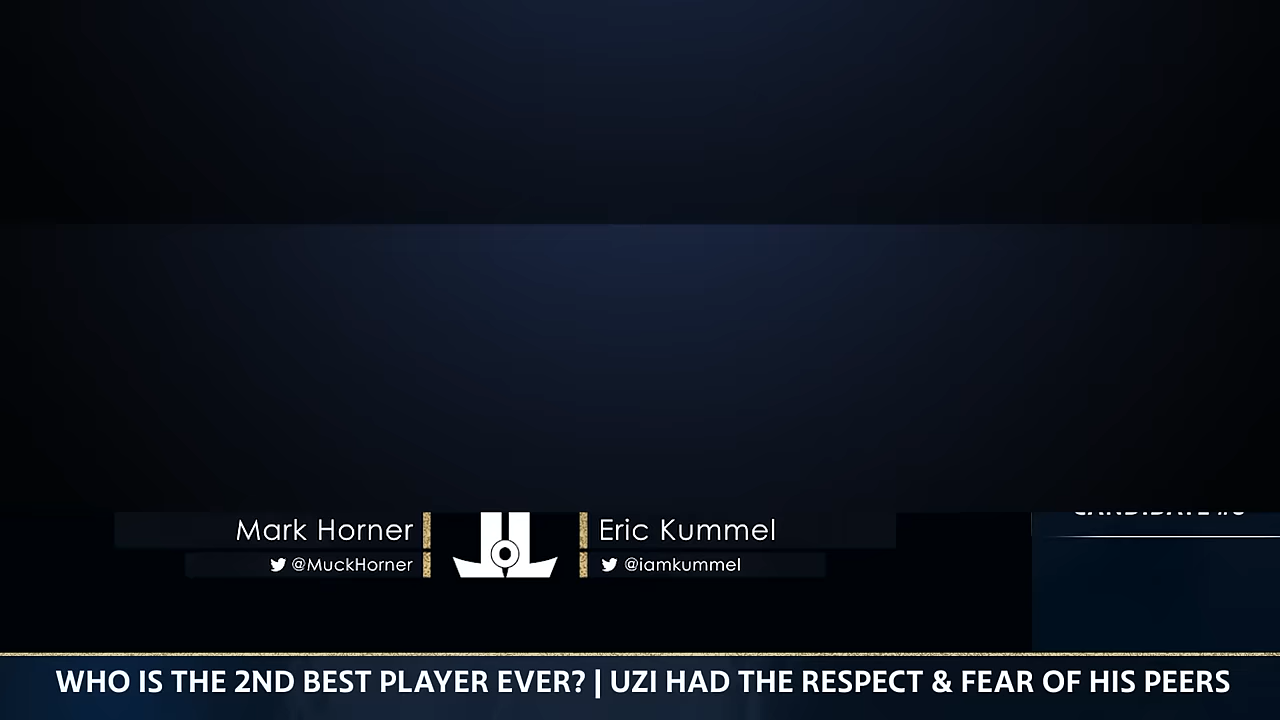 Mark Horner
@MuckHorner
Eric Kummel
@iamkummel
WHO IS THE 2ND BEST PLAYER EVER? | UZI HAD THE RESPECT & FEAR OF HIS PEERS